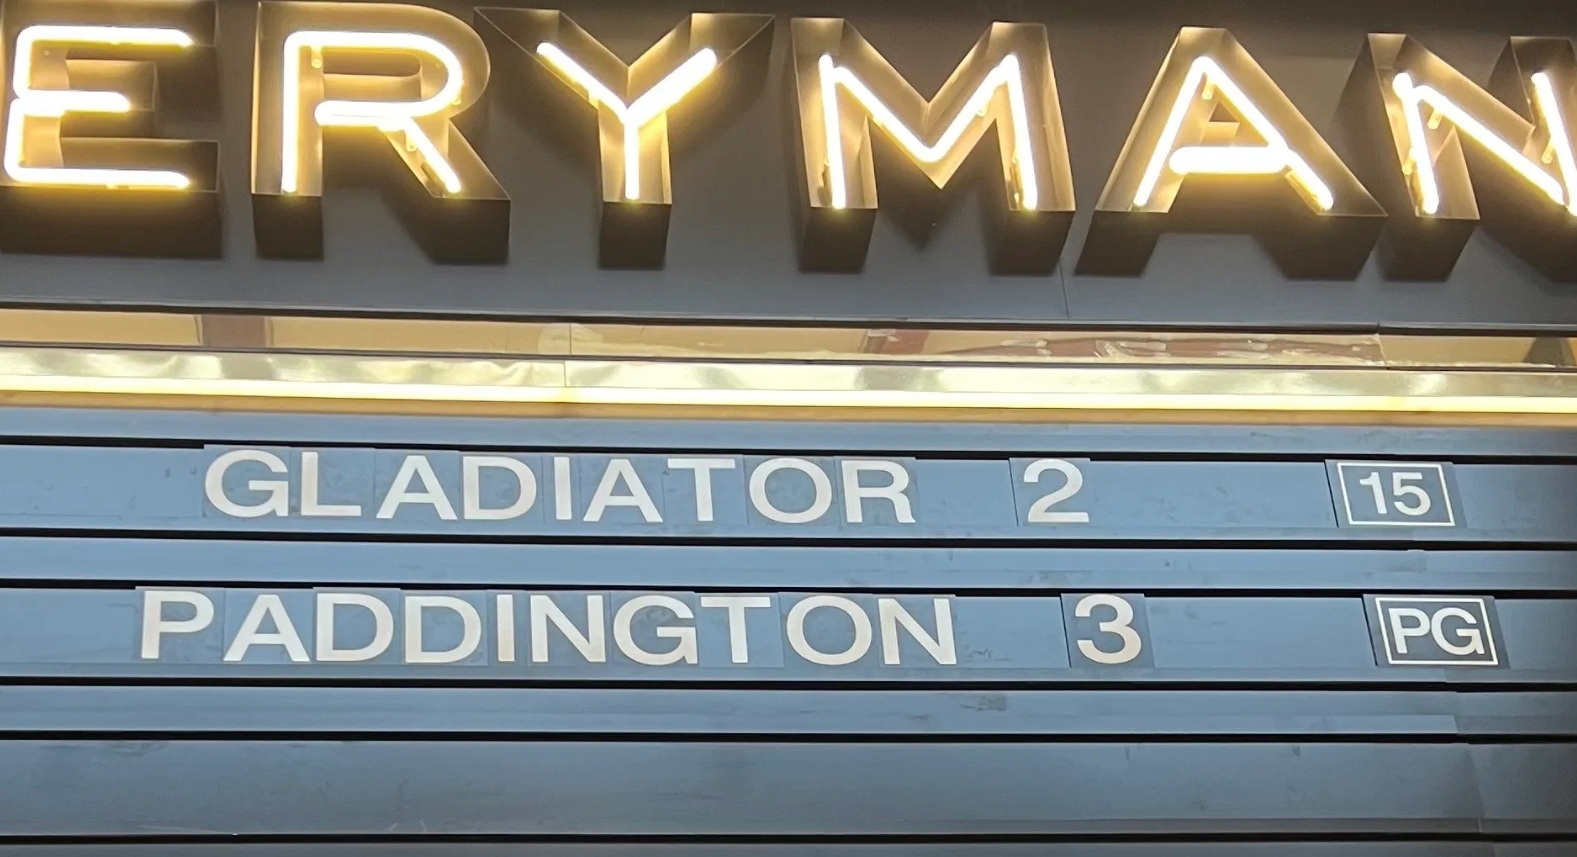 ERYMAN
GLADIATOR 2 15
PADDINGTON 3 PG